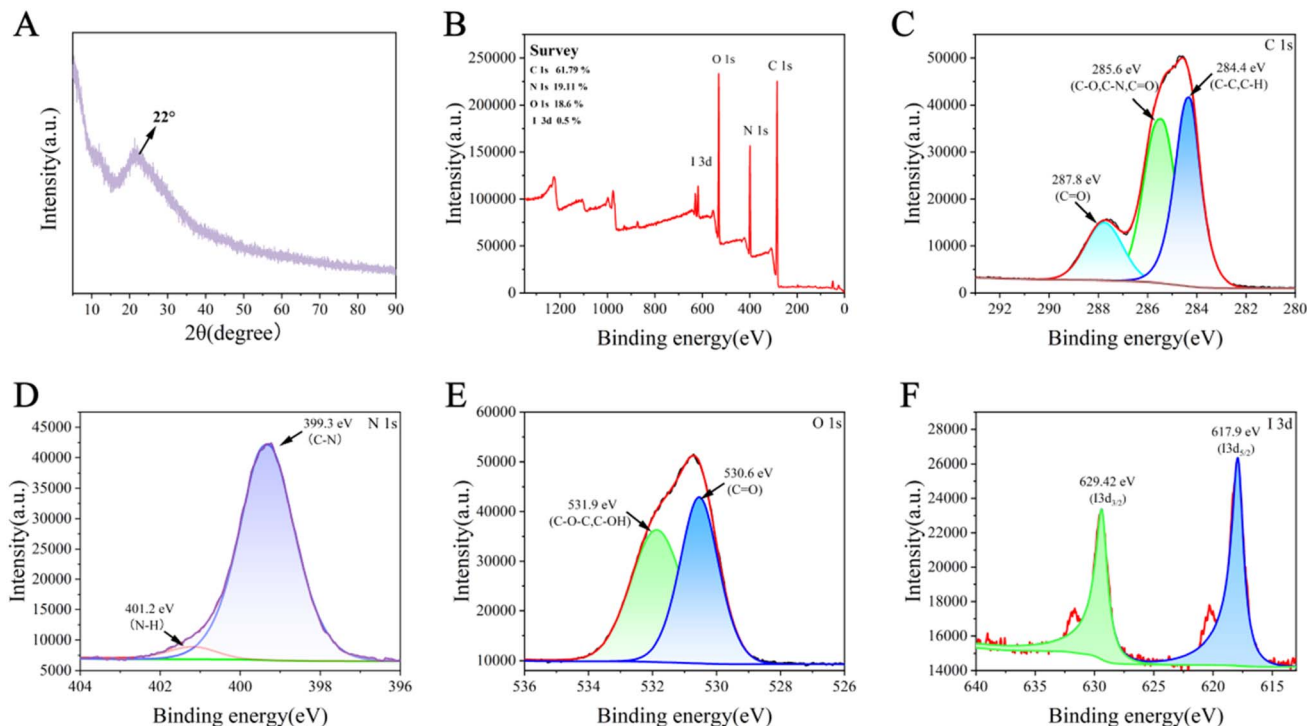 A
Intensity(a.u.)
22°
10 20 30 40 50 60 70 80 90
2θ(degree)
B
Intensity(a.u.)
250000
200000
150000
100000
50000
0
Survey
C 1s 61.79 %
N 1s 19.11 %
O 1s 18.6 %
I 3d 0.5 %
O 1s
C 1s
N 1s
I 3d
1200 1000 800 600 400 200 0
Binding energy(eV)
C
Intensity(a.u.)
50000
40000
30000
20000
10000
0
C 1s
285.6 eV
(C-O,C-N,C=O)
284.4 eV
(C-C,C-H)
287.8 eV
(C=O)
292 290 288 286 284 282 280
Binding energy(eV)
D
Intensity(a.u.)
45000
40000
35000
30000
25000
20000
15000
10000
5000
N 1s
399.3 eV
(C-N)
401.2 eV
(N-H)
404 402 400 398 396
Binding energy(eV)
E
Intensity(a.u.)
60000
50000
40000
30000
20000
10000
O 1s
531.9 eV
(C-O-C,C-OH)
530.6 eV
(C=O)
536 534 532 530 528 526
Binding energy(eV)
F
Intensity(a.u.)
28000
26000
24000
22000
20000
18000
16000
14000
I 3d
617.9 eV
(I3d5/2)
629.42 eV
(I3d3/2)
640 635 630 625 620 615
Binding energy(eV)